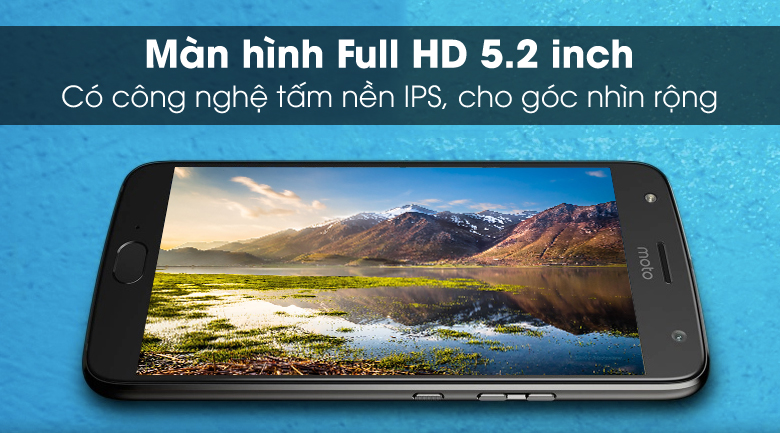 Màn hình Full HD 5.2 inch
Có công nghệ tấm nền IPS, cho góc nhìn rộng
moto